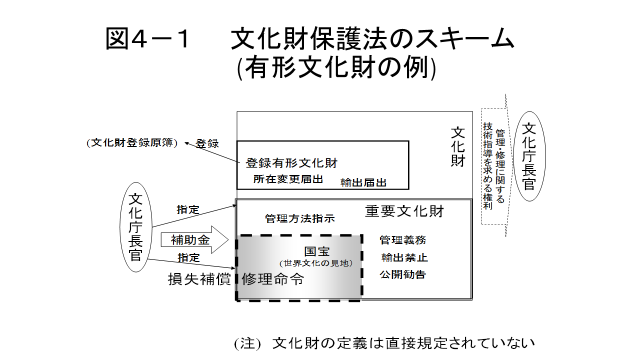 図４－１　文化財保護法のスキーム
(有形文化財の例)
文化財
管理・修理に関する
技術指導を求める権利
文化庁長官
(文化財登録原簿)
登録
登録有形文化財
所在変更届出
輸出届出
文化庁長官
指定
補助金
指定
損失補償
重要文化財
管理方法指示
国宝
(世界文化の見地)
修理命令
管理義務
輸出禁止
公開勧告
(注)　文化財の定義は直接規定されていない